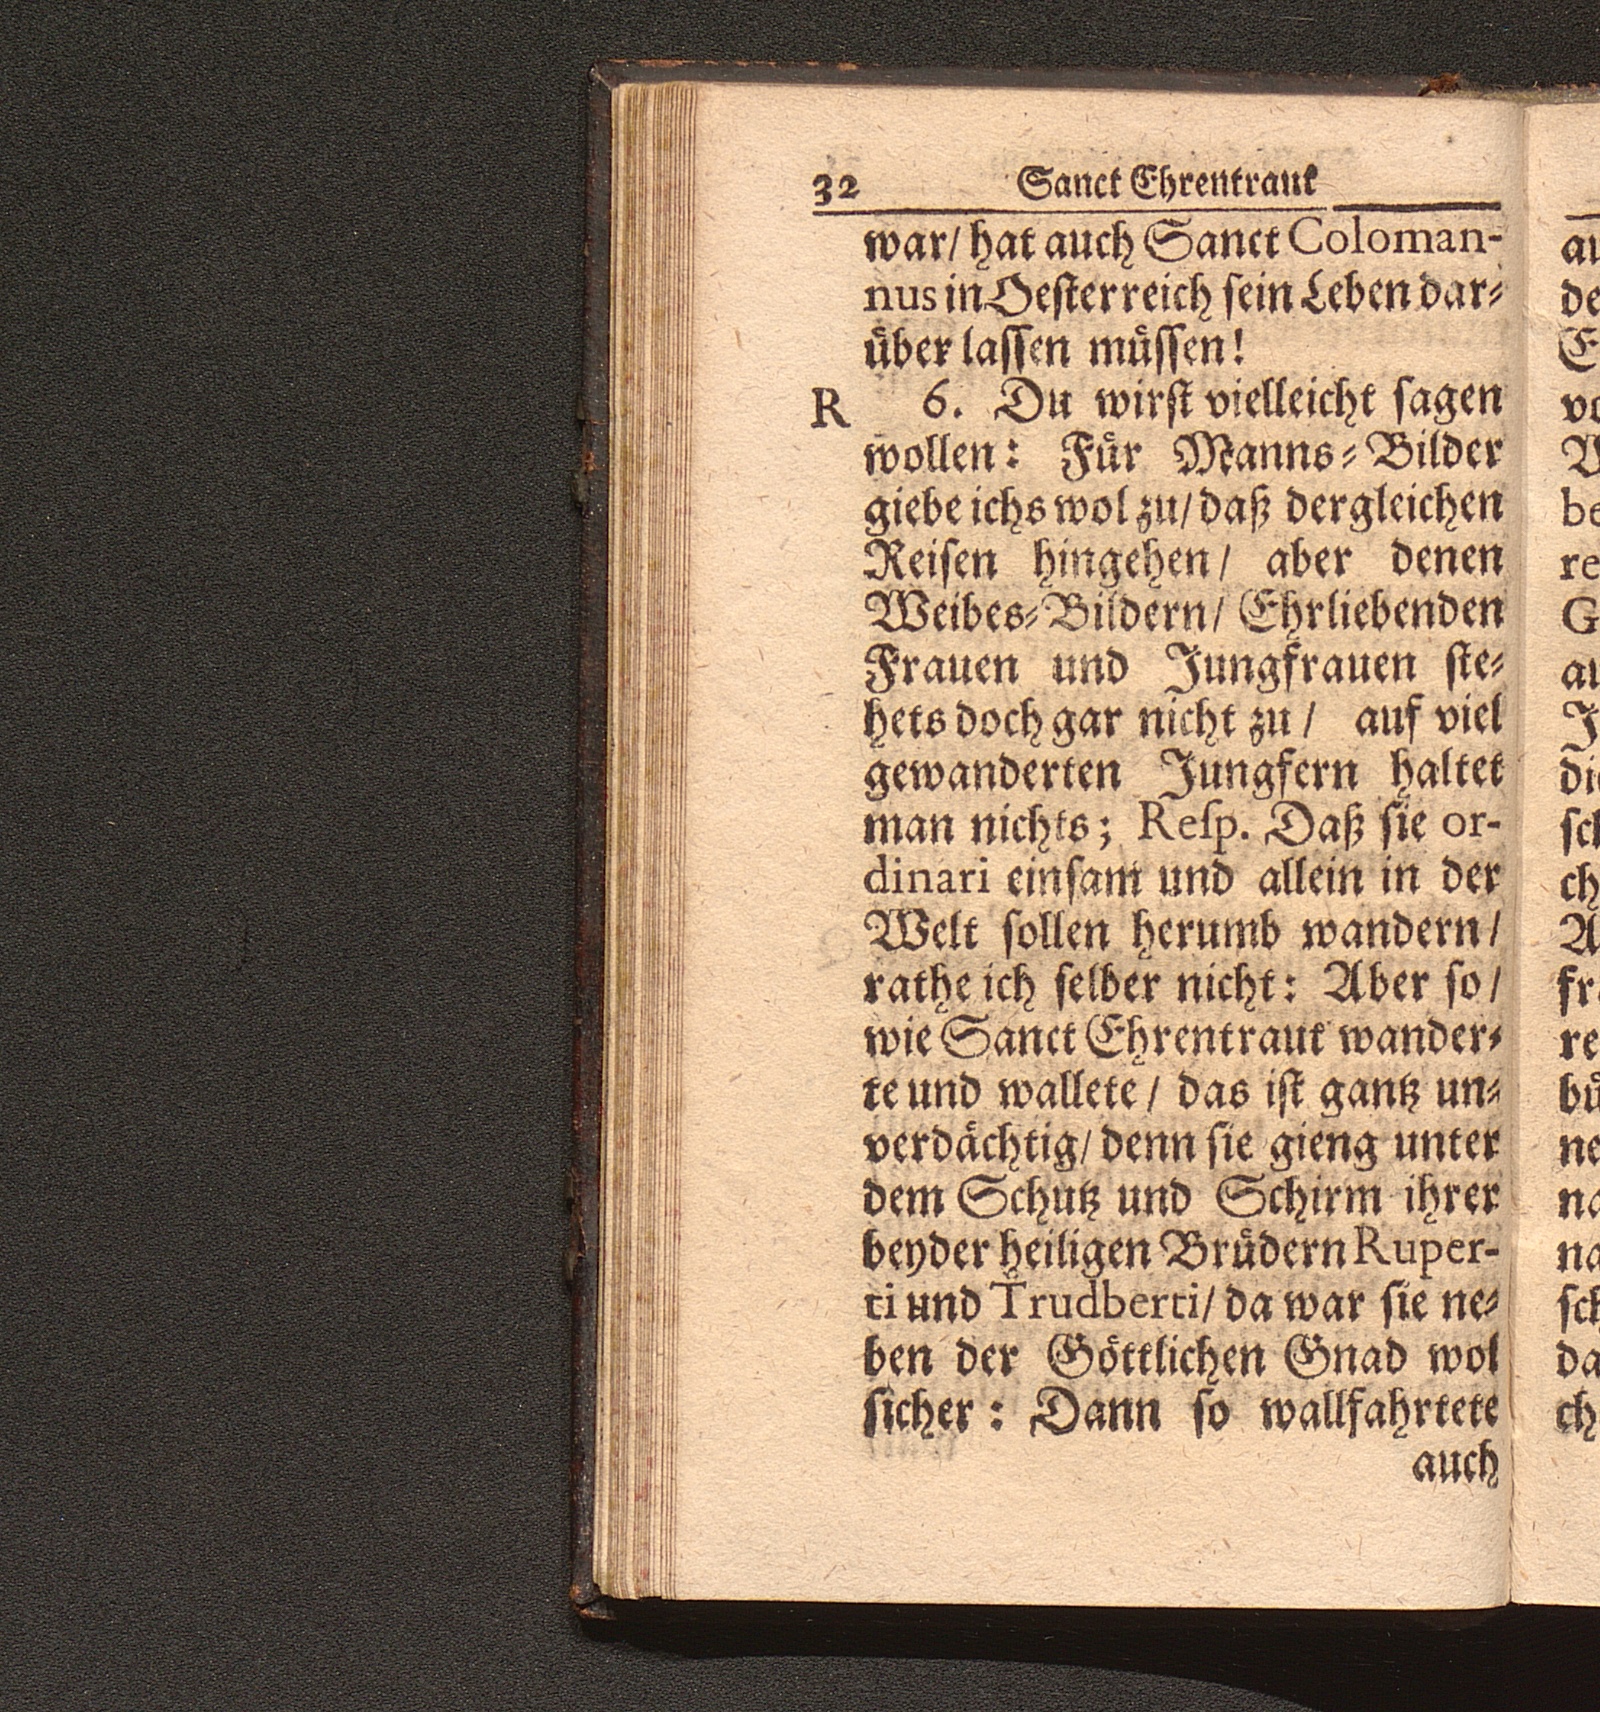 32 Sanct Ehrentraut
war/ hat auch Sanct Coloman-
nus in Oesterreich sein Leben dar-
über lassen müssen!
R 6. Du wirst vielleicht sagen
wollen: Für Manns-Bilder
giebe ichs wol zu/ daß dergleichen
Reisen hingehen/ aber denen
Weibes-Bildern/ Ehrliebenden
Frauen und Jungfrauen ste-
hets doch gar nicht zu/ auf viel
gewanderten Jungfern haltet
man nichts; Resp. Daß sie or-
dinari einsam und allein in der
Welt sollen herumb wandern/
rathe ich selber nicht: Aber so/
wie Sanct Ehrentraut wander-
te und wallete/ das ist gantz un-
verdächtig/ denn sie gieng unter
dem Schutz und Schirm ihrer
beyder heiligen Brüdern Ruper-
ti und Trudberti/ da war sie ne-
ben der Göttlichen Gnad wol
sicher: Dann so wallfahrtete
auch